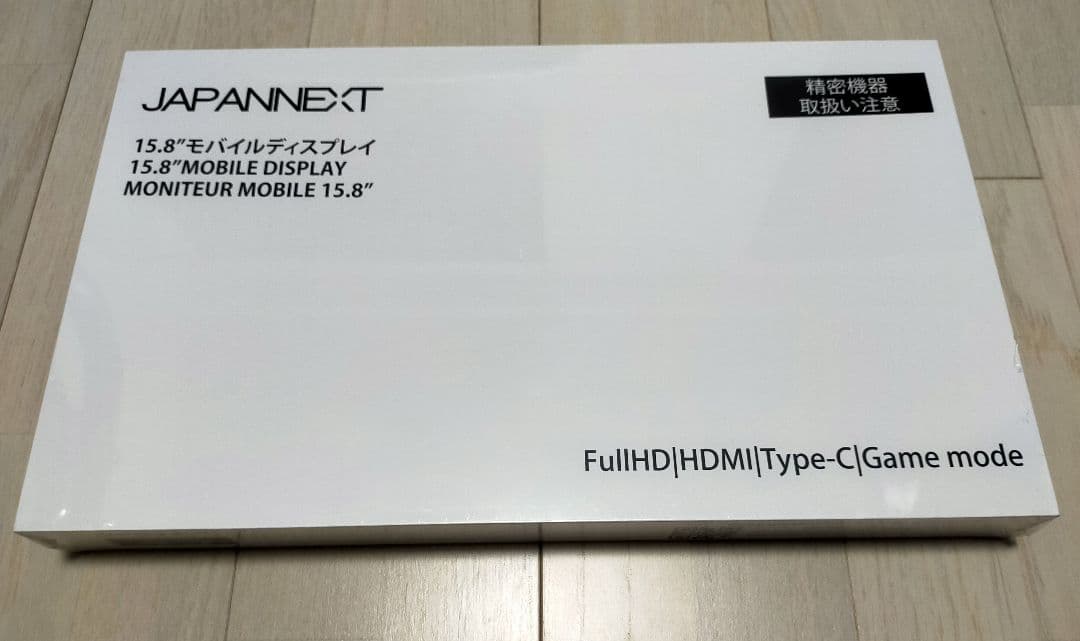 JAPANNEXT
精密機器
取扱い注意
15.8”モバイルディスプレイ
15.8”MOBILE DISPLAY
MONITEUR MOBILE 15.8”
FullHD|HDMI|Type-C|Game mode